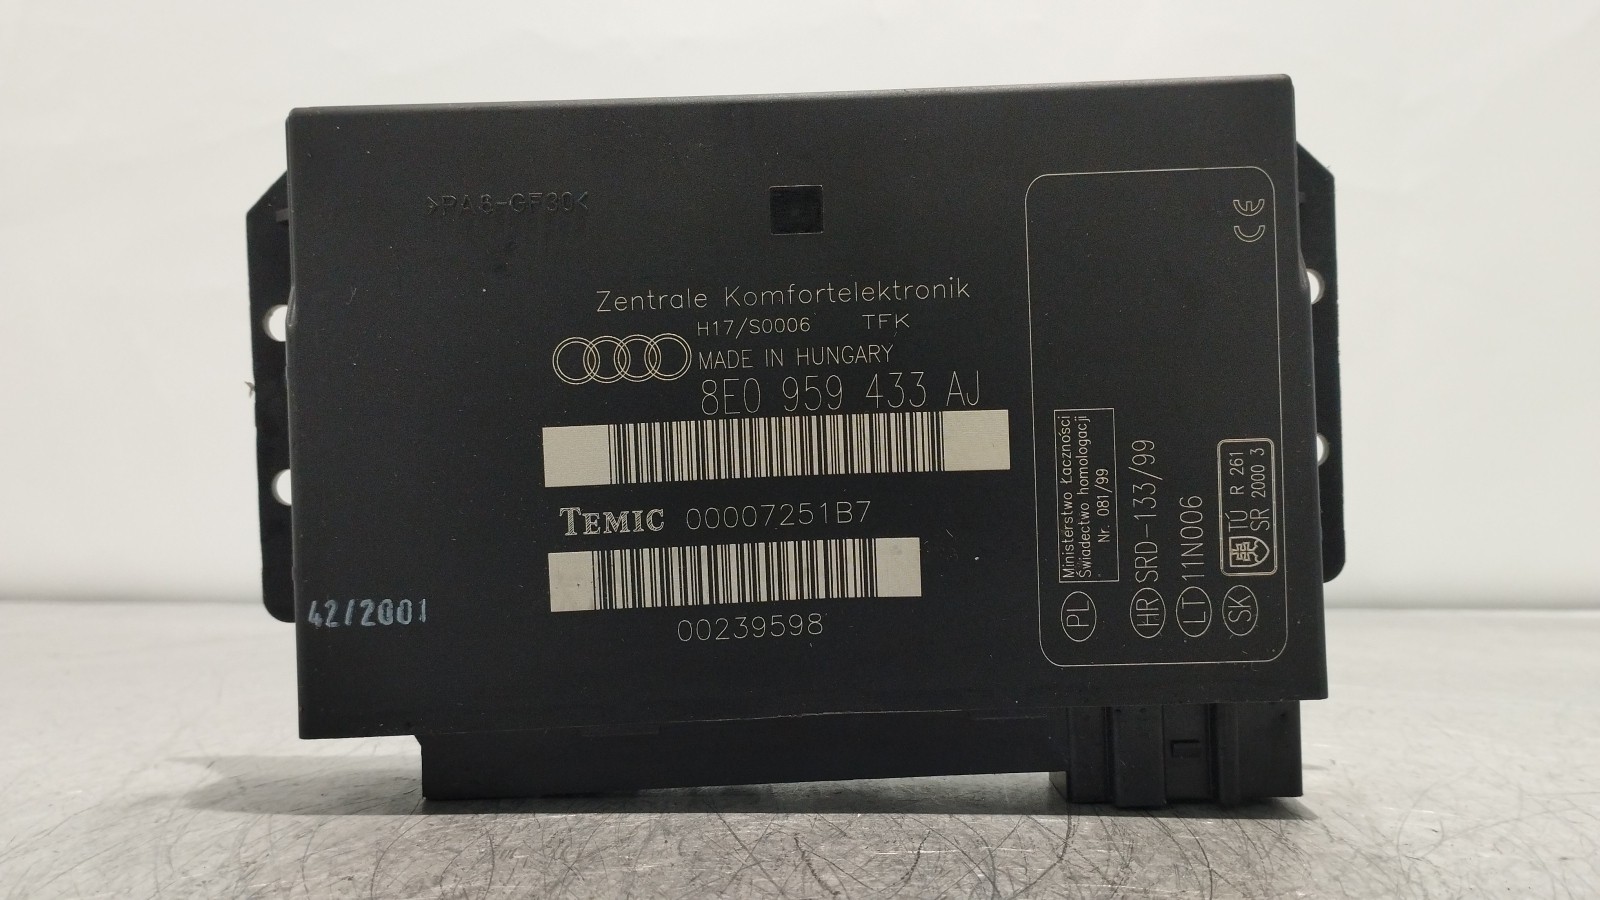 >PA6-GF30<
CE
Zentrale Komfortelektronik
H17/S0006 TFK
MADE IN HUNGARY
8E0 959 433 AJ
TEMIC 00007251B7
00239598
42/2001
PL Ministerstwo Łączności
Świadectwo homologacji
Nr. 081/99
HR SRD-133/99
LT 11N006
SK TÚ R 261
SR 2000 3